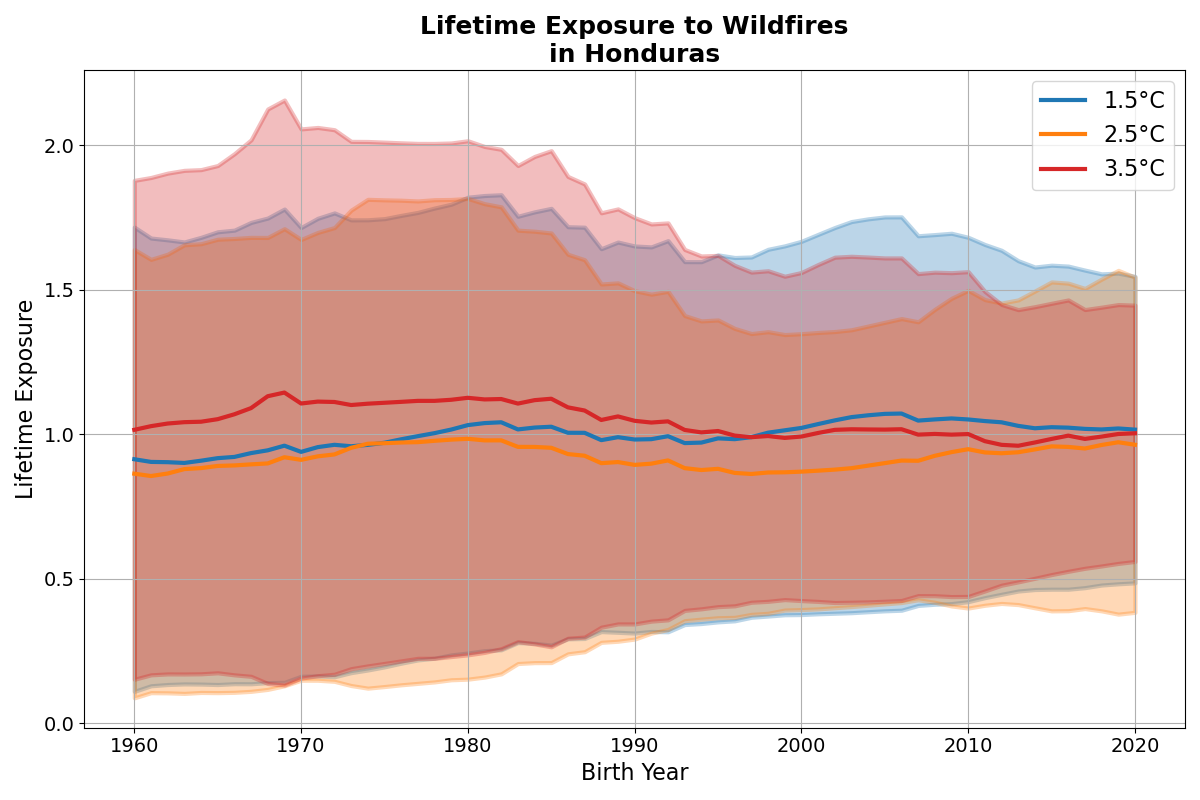 Lifetime Exposure to Wildfires
in Honduras
1.5°C
2.5°C
3.5°C
Lifetime Exposure
2.0
1.5
1.0
0.5
0.0
1960 1970 1980 1990 2000 2010 2020
Birth Year